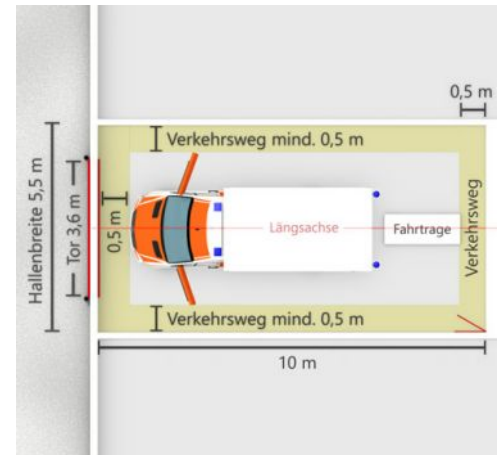 0,5 m
Verkehrsweg mind. 0,5 m
Hallenbreite 5,5 m
Tor 3,6 m
0,5 m
Längsachse
Fahrtrage
Verkehrsweg
Verkehrsweg mind. 0,5 m
10 m